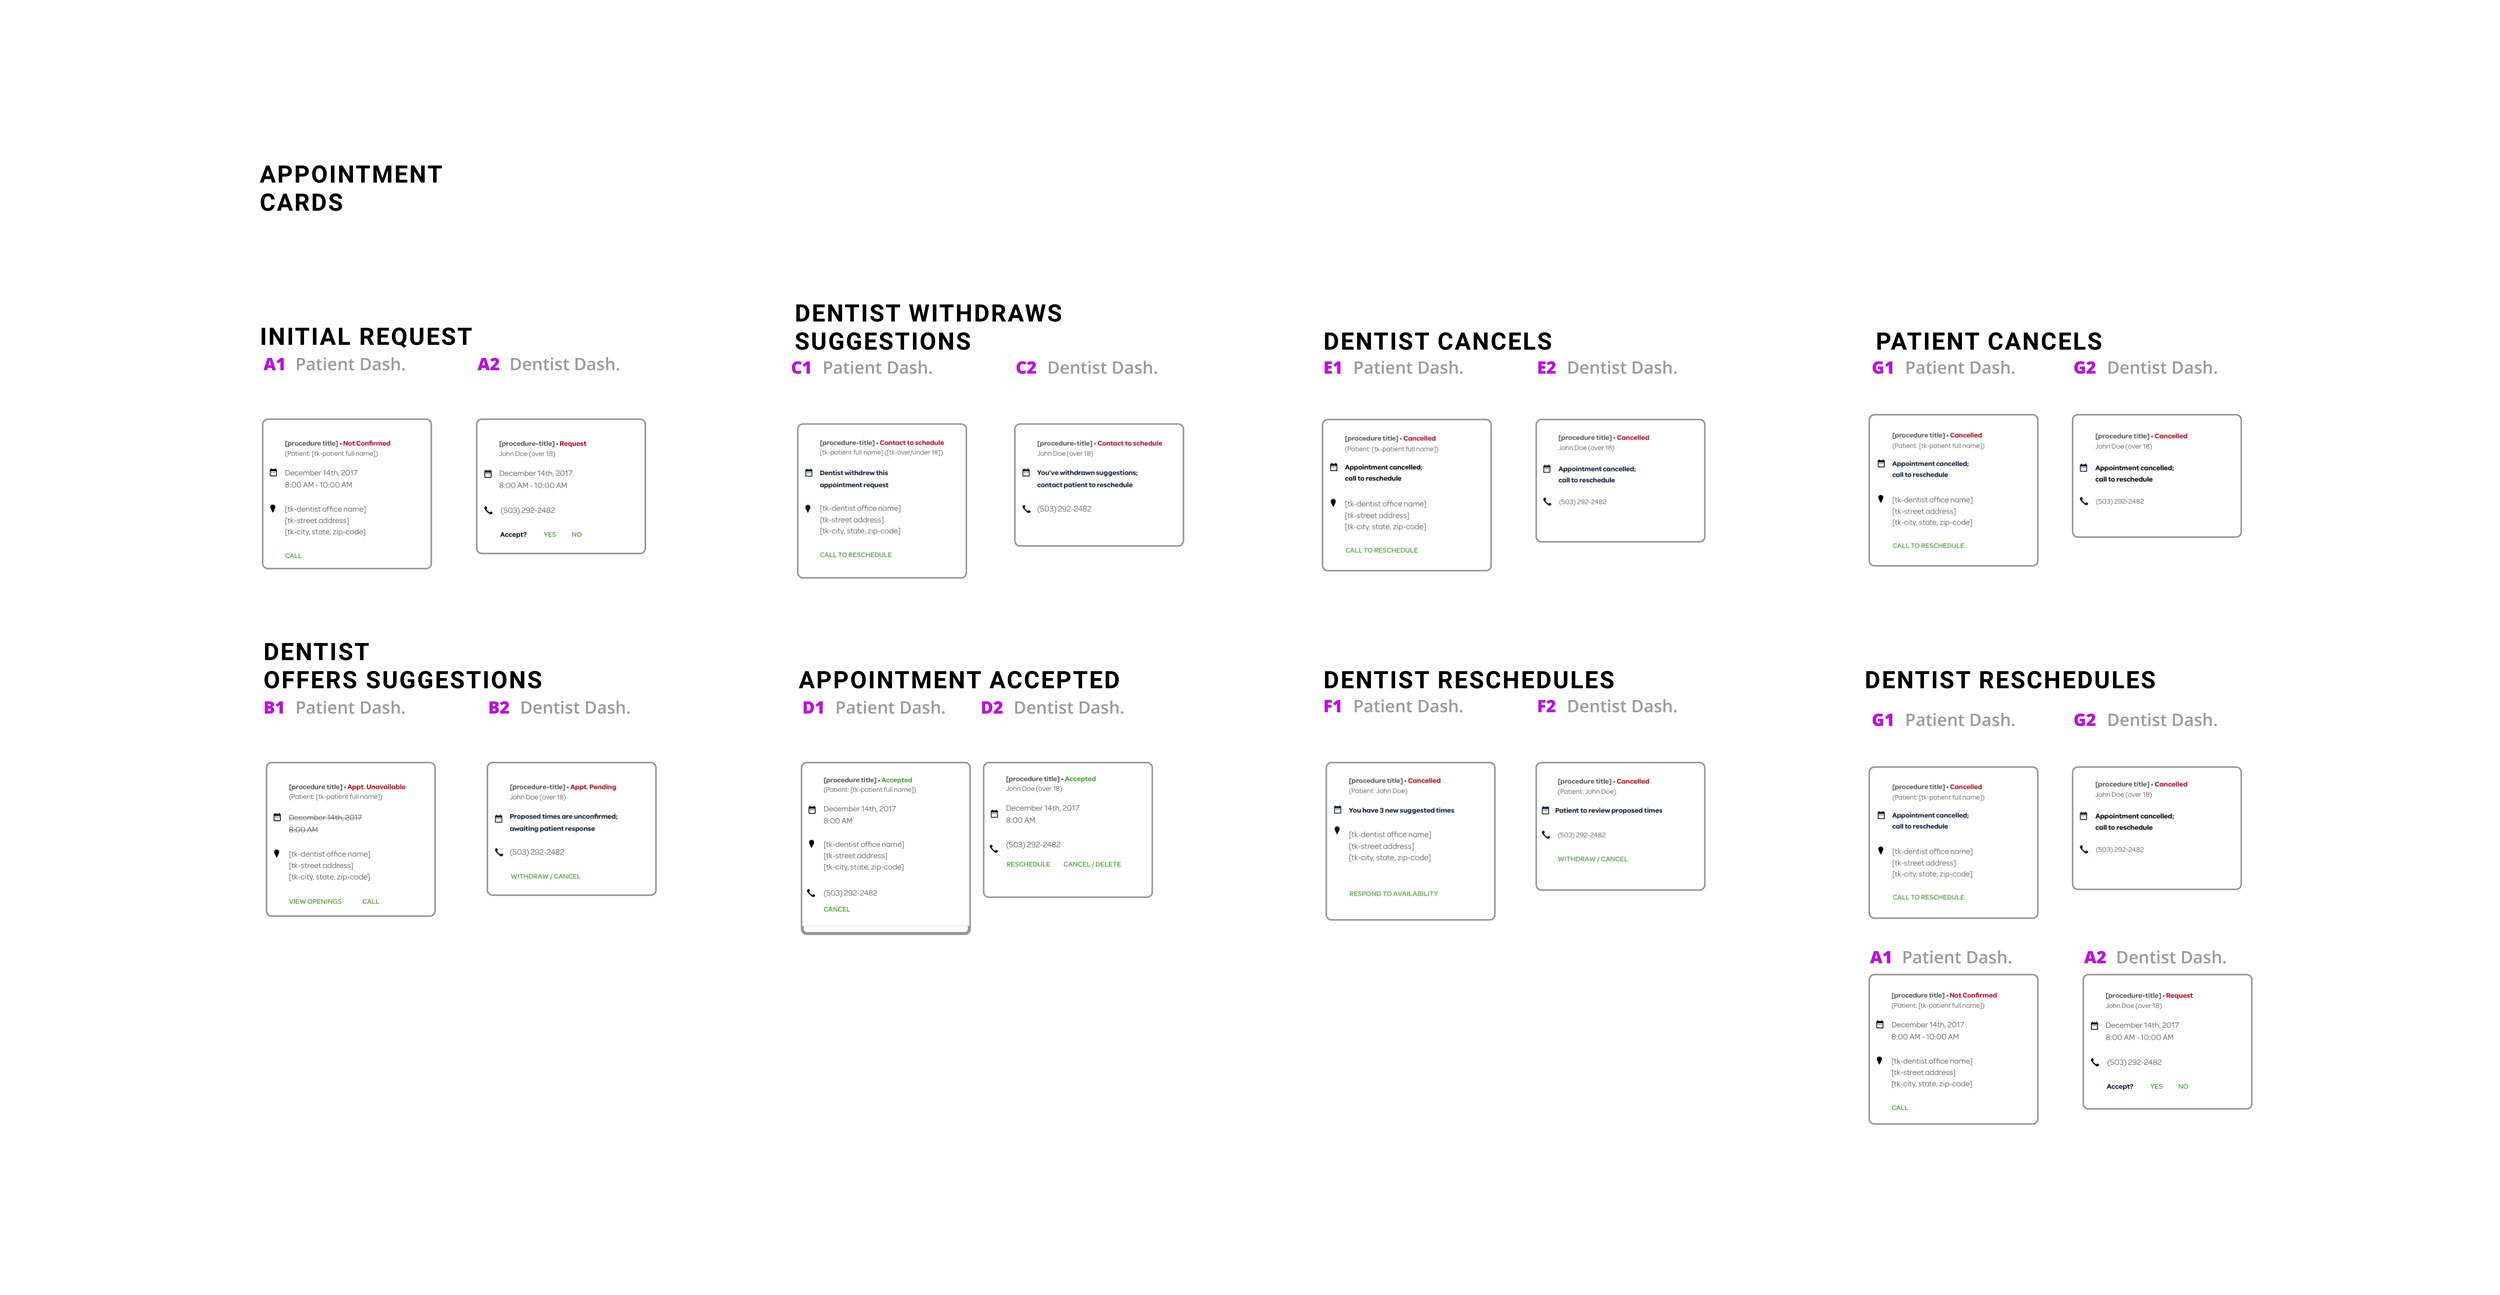 APPOINTMENT
CARDS
INITIAL REQUEST
A1 Patient Dash.
[procedure title] • Not Confirmed
(Patient: [tk-patient full name])
December 14th, 2017
8:00 AM - 10:00 AM
[tk-dentist office name]
[tk-street address]
[tk-city, state, zip-code]
CALL
A2 Dentist Dash.
[procedure-title] • Request
John Doe (over 18)
December 14th, 2017
8:00 AM - 10:00 AM
(503) 292-2482
Accept? YES NO
DENTIST WITHDRAWS
SUGGESTIONS
C1 Patient Dash.
[procedure title] • Contact to schedule
[tk-patient full name] ([tk-over/under 18])
Dentist withdrew this
appointment request
[tk-dentist office name]
[tk-street address]
[tk-city, state, zip-code]
CALL TO RESCHEDULE
C2 Dentist Dash.
[procedure title] • Contact to schedule
John Doe (over 18)
You've withdrawn suggestions;
contact patient to reschedule
(503) 292-2482
DENTIST CANCELS
E1 Patient Dash.
[procedure title] • Cancelled
(Patient: [tk-patient full name])
Appointment cancelled;
call to reschedule
[tk-dentist office name]
[tk-street address]
[tk-city, state, zip-code]
CALL TO RESCHEDULE
E2 Dentist Dash.
[procedure title] • Cancelled
John Doe (over 18)
Appointment cancelled;
call to reschedule
(503) 292-2482
PATIENT CANCELS
G1 Patient Dash.
[procedure title] • Cancelled
(Patient: [tk-patient full name])
Appointment cancelled;
call to reschedule
[tk-dentist office name]
[tk-street address]
[tk-city, state, zip-code]
CALL TO RESCHEDULE
G2 Dentist Dash.
[procedure title] • Cancelled
John Doe (over 18)
Appointment cancelled;
call to reschedule
(503) 292-2482
DENTIST
OFFERS SUGGESTIONS
B1 Patient Dash.
[procedure title] • Appt. Unavailable
(Patient: [tk-patient full name])
December 14th, 2017
8:00 AM
[tk-dentist office name]
[tk-street address]
[tk-city, state, zip-code]
VIEW OPENINGS CALL
B2 Dentist Dash.
[procedure-title] • Appt. Pending
John Doe (over 18)
Proposed times are unconfirmed;
awaiting patient response
(503) 292-2482
WITHDRAW / CANCEL
APPOINTMENT ACCEPTED
D1 Patient Dash.
[procedure title] • Accepted
(Patient: [tk-patient full name])
December 14th, 2017
8:00 AM
[tk-dentist office name]
[tk-street address]
[tk-city, state, zip-code]
(503) 292-2482
CANCEL
D2 Dentist Dash.
[procedure title] • Accepted
John Doe (over 18)
December 14th, 2017
8:00 AM
(503) 292-2482
RESCHEDULE CANCEL / DELETE
DENTIST RESCHEDULES
F1 Patient Dash.
[procedure title] • Cancelled
(Patient: John Doe)
You have 3 new suggested times
[tk-dentist office name]
[tk-street address]
[tk-city, state, zip-code]
RESPOND TO AVAILABILITY
F2 Dentist Dash.
[procedure title] • Cancelled
(Patient: John Doe)
Patient to review proposed times
(503) 292-2482
WITHDRAW / CANCEL
DENTIST RESCHEDULES
G1 Patient Dash.
[procedure title] • Cancelled
(Patient: [tk-patient full name])
Appointment cancelled;
call to reschedule
[tk-dentist office name]
[tk-street address]
[tk-city, state, zip-code]
CALL TO RESCHEDULE
G2 Dentist Dash.
[procedure title] • Cancelled
John Doe (over 18)
Appointment cancelled;
call to reschedule
(503) 292-2482
A1 Patient Dash.
[procedure title] • Not Confirmed
(Patient: [tk-patient full name])
December 14th, 2017
8:00 AM - 10:00 AM
[tk-dentist office name]
[tk-street address]
[tk-city, state, zip-code]
CALL
A2 Dentist Dash.
[procedure-title] • Request
John Doe (over 18)
December 14th, 2017
8:00 AM - 10:00 AM
(503) 292-2482
Accept? YES NO